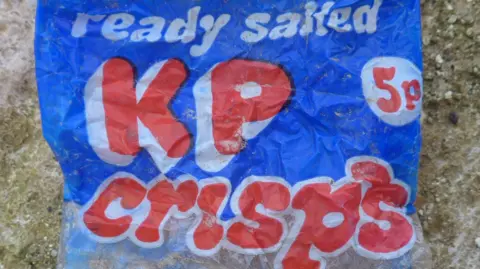 ready salted
KP
5p
crisps